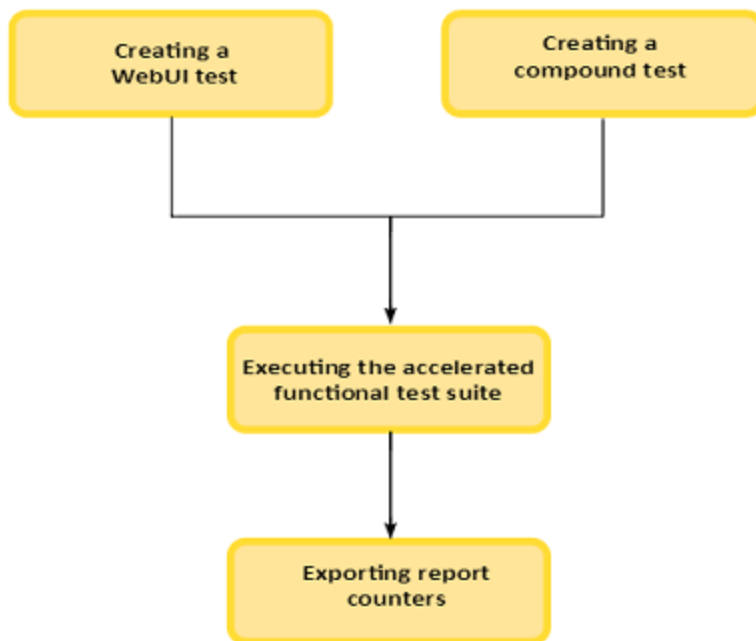 Creating a
WebUI test
Creating a
compound test
Executing the accelerated
functional test suite
Exporting report
counters